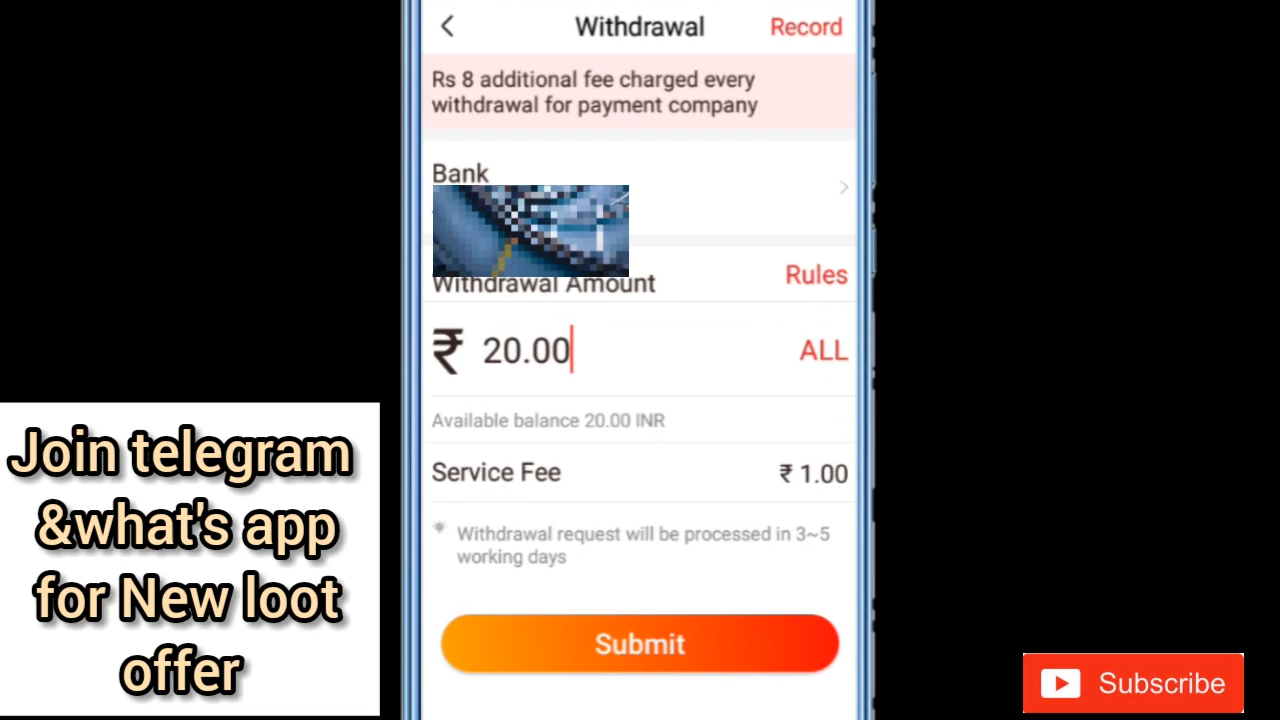 Withdrawal
Record
Rs 8 additional fee charged every
withdrawal for payment company
Bank
Withdrawal Amount
Rules
₹ 20.00
ALL
Available balance 20.00 INR
Service Fee
₹ 1.00
Withdrawal request will be processed in 3~5
working days
Submit
Join telegram
&what's app
for New loot
offer
Subscribe